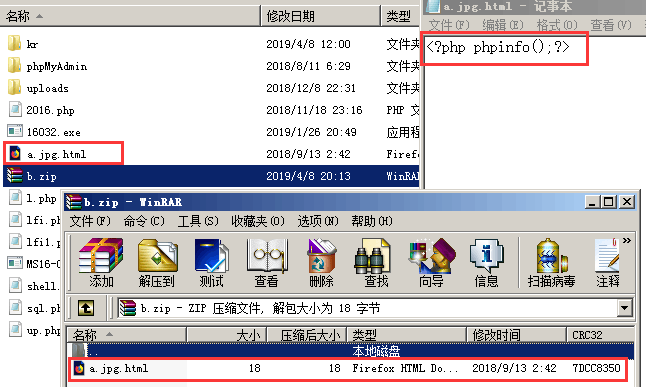 名称 修改日期 类型
kr 2019/4/8 12:00 文件夹
phpMyAdmin 2018/8/11 6:29 文件夹
uploads 2018/12/8 22:31 文件夹
2016.php 2018/11/18 23:16 PHP 文
16032.exe 2019/1/26 20:49 应用程
a.jpg.html 2018/9/13 2:42 Firefo
b.zip 2019/4/8 20:13 WinRAR
l.php
lfi.p
lfi1.p
MS16-0
shell.
sql.ph
up.php
a.jpg.html - 记事本
文件(F) 编辑(E) 格式(O) 查看(V)
<?php phpinfo();?>
b.zip - WinRAR
文件(F) 命令(C) 工具(S) 收藏夹(O) 选项(N) 帮助(H)
添加 解压到 测试 查看 删除 查找 向导 信息 扫描病毒 注释
b.zip - ZIP 压缩文件, 解包大小为 18 字节
名称 大小 压缩后大小 类型 修改时间 CRC32
.. 本地磁盘
a.jpg.html 18 18 Firefox HTML Do... 2018/9/13 2:42 7DCC8350